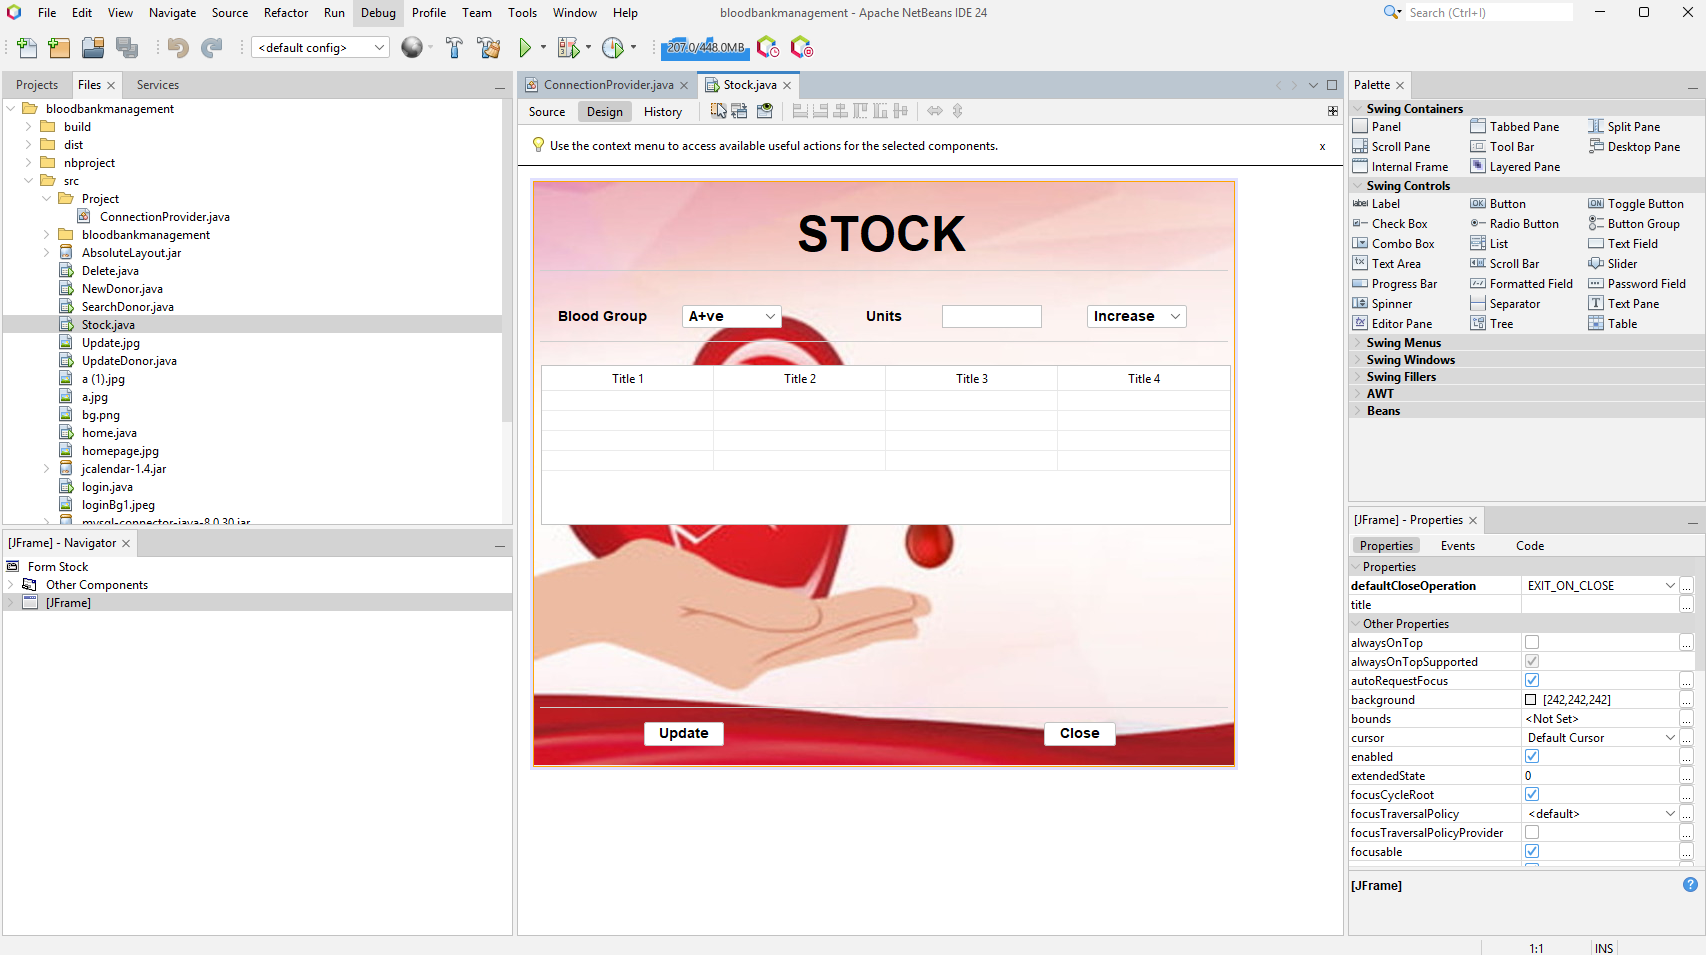 File Edit View Navigate Source Refactor Run Debug Profile Team Tools Window Help bloodbankmanagement - Apache NetBeans IDE 24 Search (Ctrl+I)
<default config> 207.0/448.0MB
Projects Files Services
bloodbankmanagement
build
dist
nbproject
src
Project
ConnectionProvider.java
bloodbankmanagement
AbsoluteLayout.jar
Delete.java
NewDonor.java
SearchDonor.java
Stock.java
Update.jpg
UpdateDonor.java
a (1).jpg
a.jpg
bg.png
home.java
homepage.jpg
jcalendar-1.4.jar
login.java
loginBg1.jpeg
mysql-connector-java-8.0.30.jar
[JFrame] - Navigator
Form Stock
Other Components
[JFrame]
ConnectionProvider.java Stock.java
Source Design History
Use the context menu to access available useful actions for the selected components. x
STOCK
Blood Group A+ve Units Increase
Title 1 Title 2 Title 3 Title 4
Update Close
Palette
Swing Containers
Panel Tabbed Pane Split Pane
Scroll Pane Tool Bar Desktop Pane
Internal Frame Layered Pane
Swing Controls
label Label OK Button ON Toggle Button
Check Box Radio Button Button Group
Combo Box List Text Field
Text Area Scroll Bar Slider
Progress Bar Formatted Field Password Field
Spinner Separator Text Pane
Editor Pane Tree Table
Swing Menus
Swing Windows
Swing Fillers
AWT
Beans
[JFrame] - Properties
Properties Events Code
Properties
defaultCloseOperation EXIT_ON_CLOSE ...
title ...
Other Properties
alwaysOnTop ...
alwaysOnTopSupported
autoRequestFocus ...
background [242,242,242] ...
bounds <Not Set> ...
cursor Default Cursor ...
enabled ...
extendedState 0 ...
focusCycleRoot ...
focusTraversalPolicy <default> ...
focusTraversalPolicyProvider ...
focusable ...
[JFrame] ?
1:1 INS